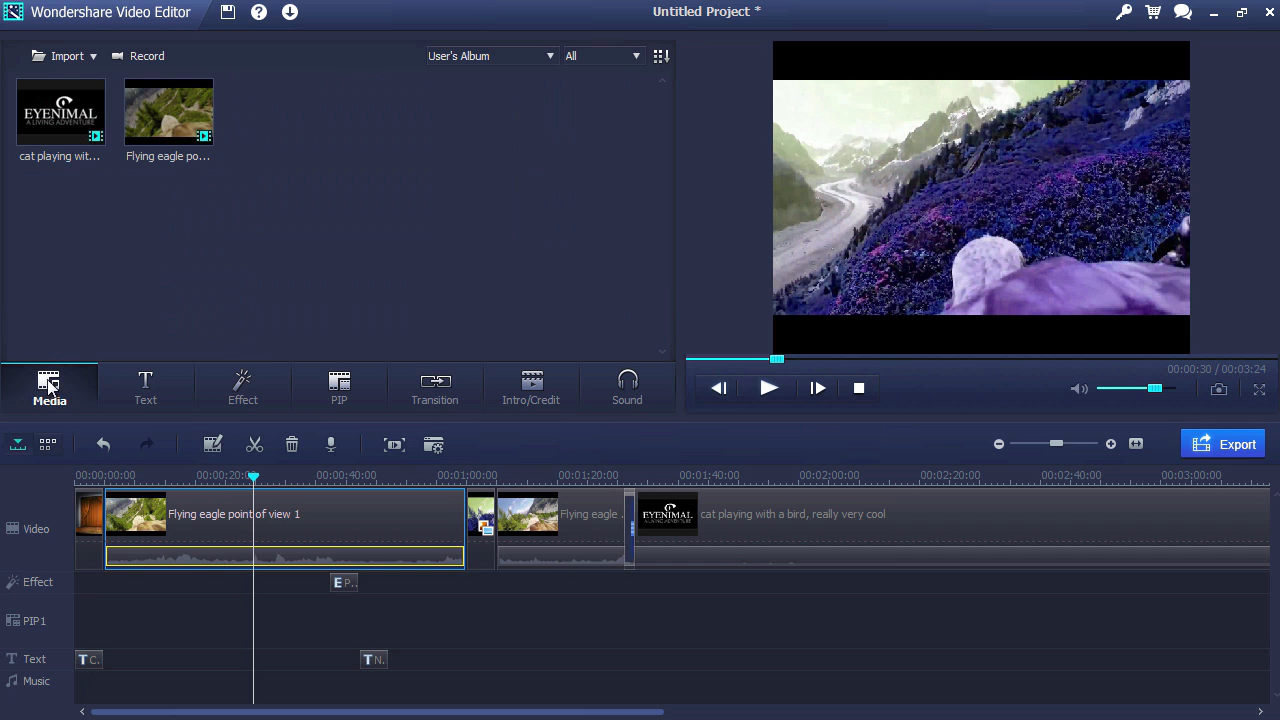 Wondershare Video Editor
Untitled Project *
Import
Record
User's Album
All
EYENIMAL
A LIVING ADVENTURE
cat playing wit...
Flying eagle po...
Media
Text
Effect
PIP
Transition
Intro/Credit
Sound
00:00:30 / 00:03:24
Export
00:00:00:00
00:00:20:00
00:00:40:00
00:01:00:00
00:01:20:00
00:01:40:00
00:02:00:00
00:02:20:00
00:02:40:00
00:03:00:00
Video
Flying eagle point of view 1
Flying eagle .
EYENIMAL
A LIVING ADVENTURE
cat playing with a bird, really very cool
Effect
E P..
PIP1
Text
T C.
T N.
Music